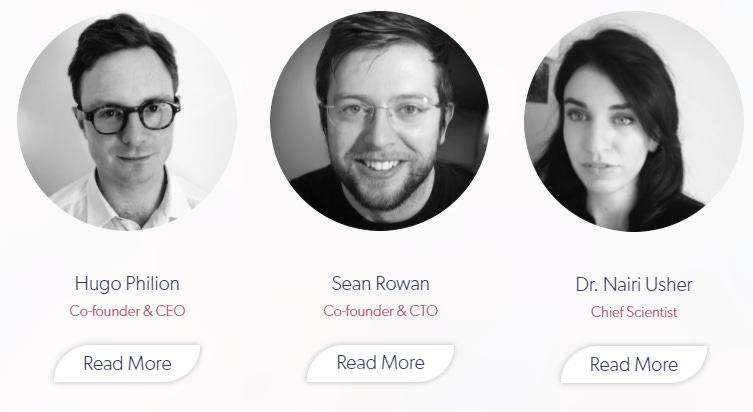 Hugo Philion
Co-founder & CEO
Read More
Sean Rowan
Co-founder & CTO
Read More
Dr. Nairi Usher
Chief Scientist
Read More